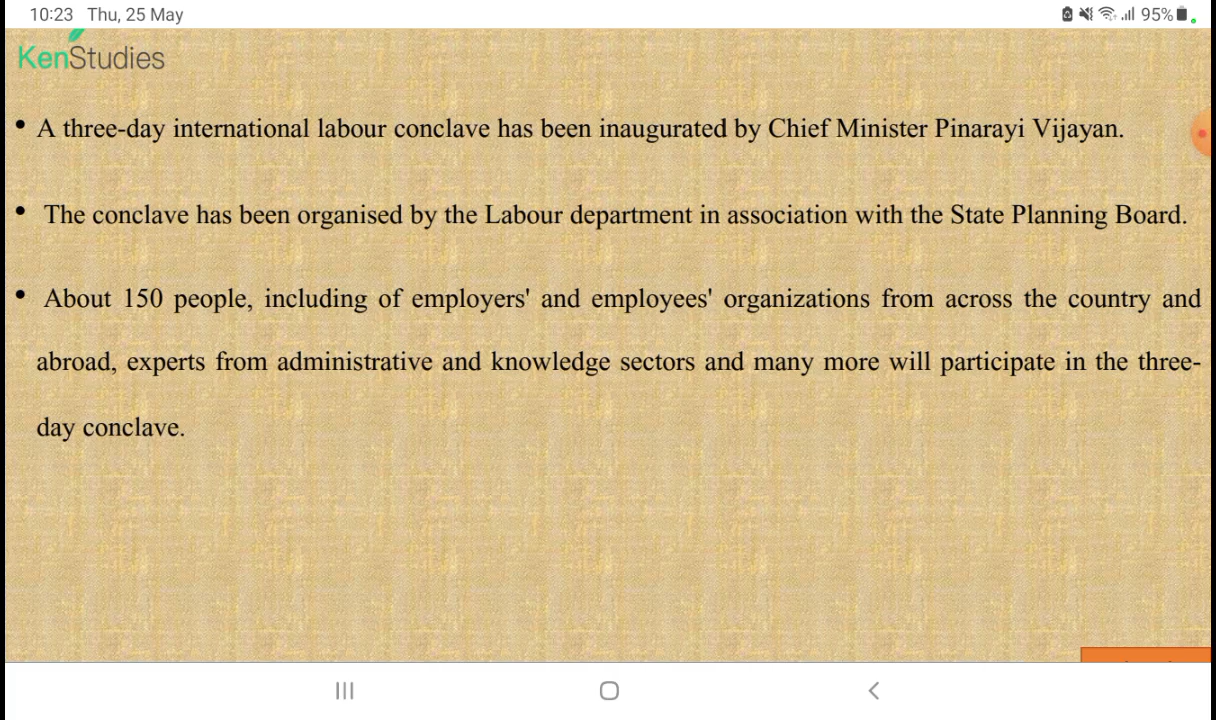 10:23 Thu, 25 May 95%
KenStudies
• A three-day international labour conclave has been inaugurated by Chief Minister Pinarayi Vijayan.
• The conclave has been organised by the Labour department in association with the State Planning Board.
• About 150 people, including of employers' and employees' organizations from across the country and
abroad, experts from administrative and knowledge sectors and many more will participate in the three-
day conclave.